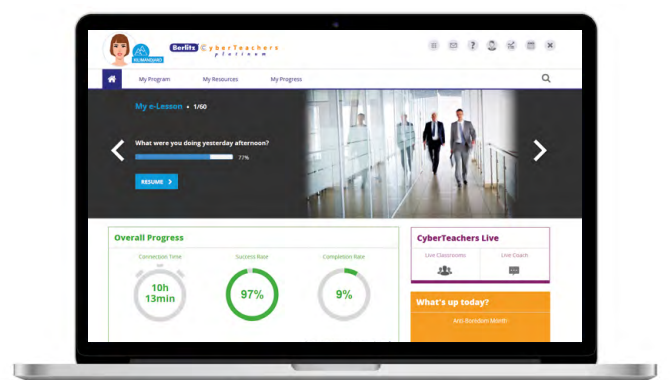 KILIMANDJARO
Berlitz CyberTeachers
platinum
?
My Program My Resources My Progress
My e-Lesson • 1/60
What were you doing yesterday afternoon?
77%
RESUME >
Overall Progress
Connection Time Success Rate Completion Rate
10h
13min
97%
9%
CyberTeachers Live
Live Classrooms Live Coach
What's up today?
Anti-Boredom Month